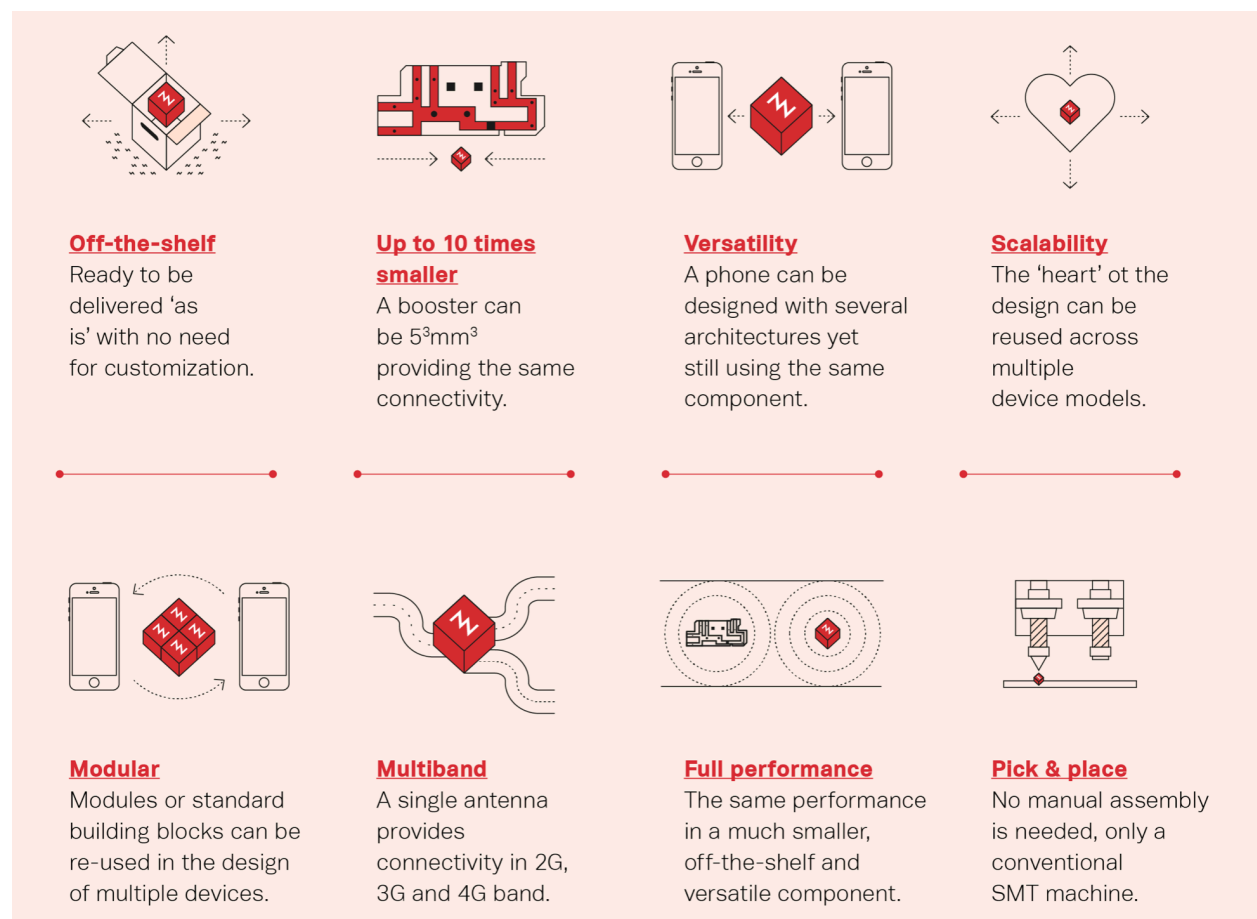 Off-the-shelf
Ready to be
delivered ‘as
is’ with no need
for customization.
Up to 10 times
smaller
A booster can
be 5³mm³
providing the same
connectivity.
Versatility
A phone can be
designed with several
architectures yet
still using the same
component.
Scalability
The ‘heart’ ot the
design can be
reused across
multiple
device models.
Modular
Modules or standard
building blocks can be
re-used in the design
of multiple devices.
Multiband
A single antenna
provides
connectivity in 2G,
3G and 4G band.
Full performance
The same performance
in a much smaller,
off-the-shelf and
versatile component.
Pick & place
No manual assembly
is needed, only a
conventional
SMT machine.